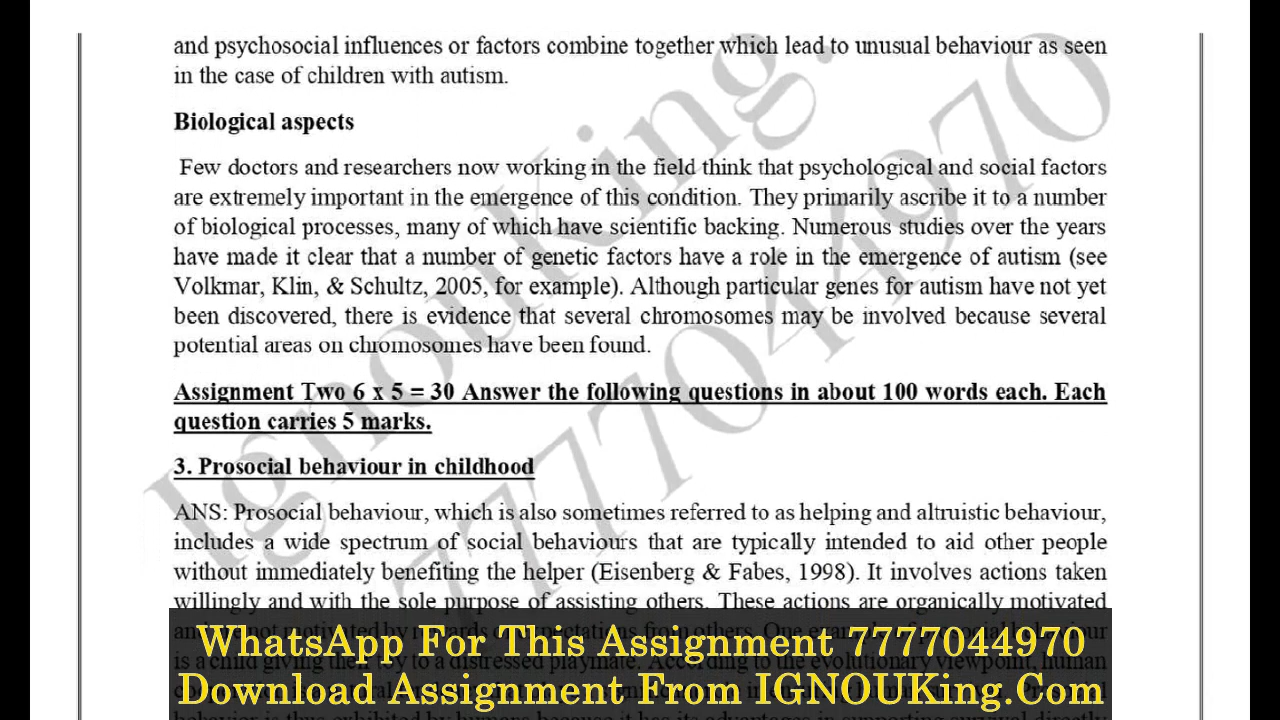 and psychosocial influences or factors combine together which lead to unusual behaviour as seen
in the case of children with autism.
Biological aspects
Few doctors and researchers now working in the field think that psychological and social factors
are extremely important in the emergence of this condition. They primarily ascribe it to a number
of biological processes, many of which have scientific backing. Numerous studies over the years
have made it clear that a number of genetic factors have a role in the emergence of autism (see
Volkmar, Klin, & Schultz, 2005, for example). Although particular genes for autism have not yet
been discovered, there is evidence that several chromosomes may be involved because several
potential areas on chromosomes have been found.
Assignment Two 6 x 5 = 30 Answer the following questions in about 100 words each. Each
question carries 5 marks.
3. Prosocial behaviour in childhood
ANS: Prosocial behaviour, which is also sometimes referred to as helping and altruistic behaviour,
includes a wide spectrum of social behaviours that are typically intended to aid other people
without immediately benefiting the helper (Eisenberg & Fabes, 1998). It involves actions taken
willingly and with the sole purpose of assisting others. These actions are organically motivated
WhatsApp For This Assignment 7777044970
Download Assignment From IGNOUKing.Com
IgnouKing.
7777044970